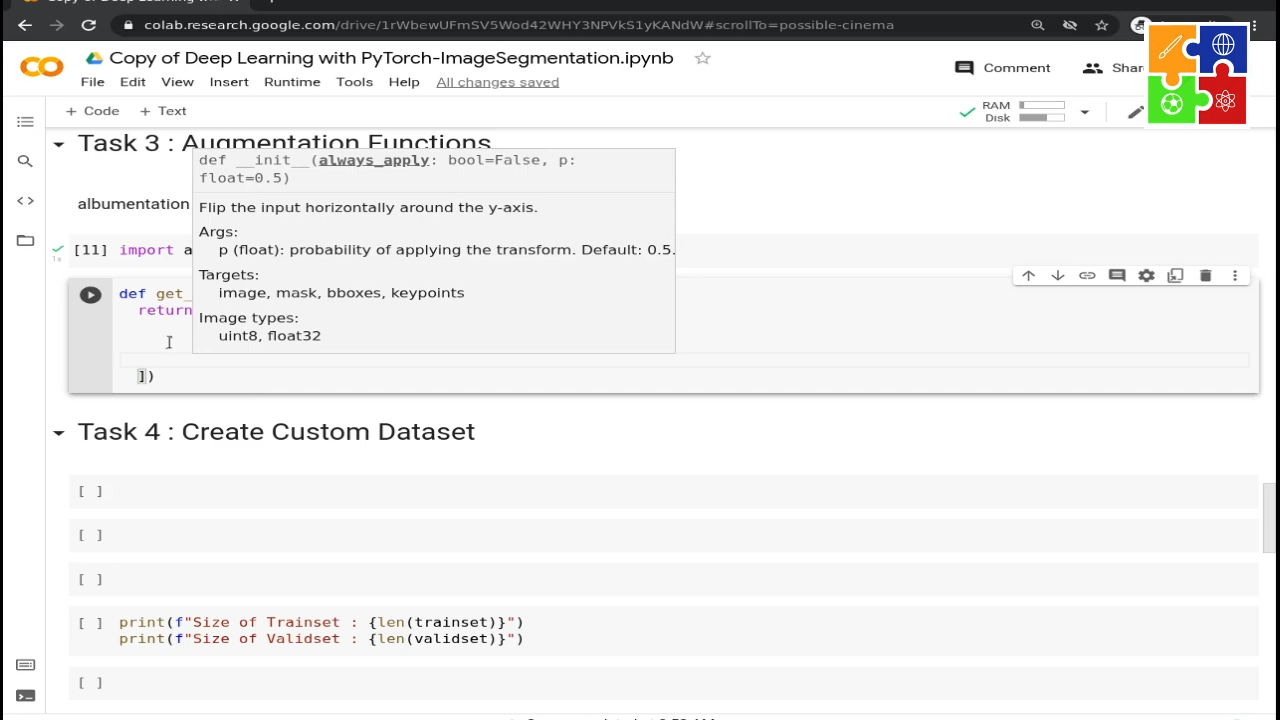 colab.research.google.com/drive/1rWbewUFmSV5Wod42WHY3NPVkS1yKANdW#scrollTo=possible-cinema
Copy of Deep Learning with PyTorch-ImageSegmentation.ipynb
File Edit View Insert Runtime Tools Help All changes saved
Comment
+ Code + Text
RAM
Disk
Task 3 : Augmentation Functions
def __init__(always_apply: bool=False, p:
float=0.5)
albumentation
Flip the input horizontally around the y-axis.
Args:
[11] import a
1s
p (float): probability of applying the transform. Default: 0.5.
Targets:
image, mask, bboxes, keypoints
Image types:
uint8, float32
def get_
return
])
Task 4 : Create Custom Dataset
[ ]
[ ]
[ ]
[ ] print(f"Size of Trainset : {len(trainset)}")
print(f"Size of Validset : {len(validset)}")
[ ]